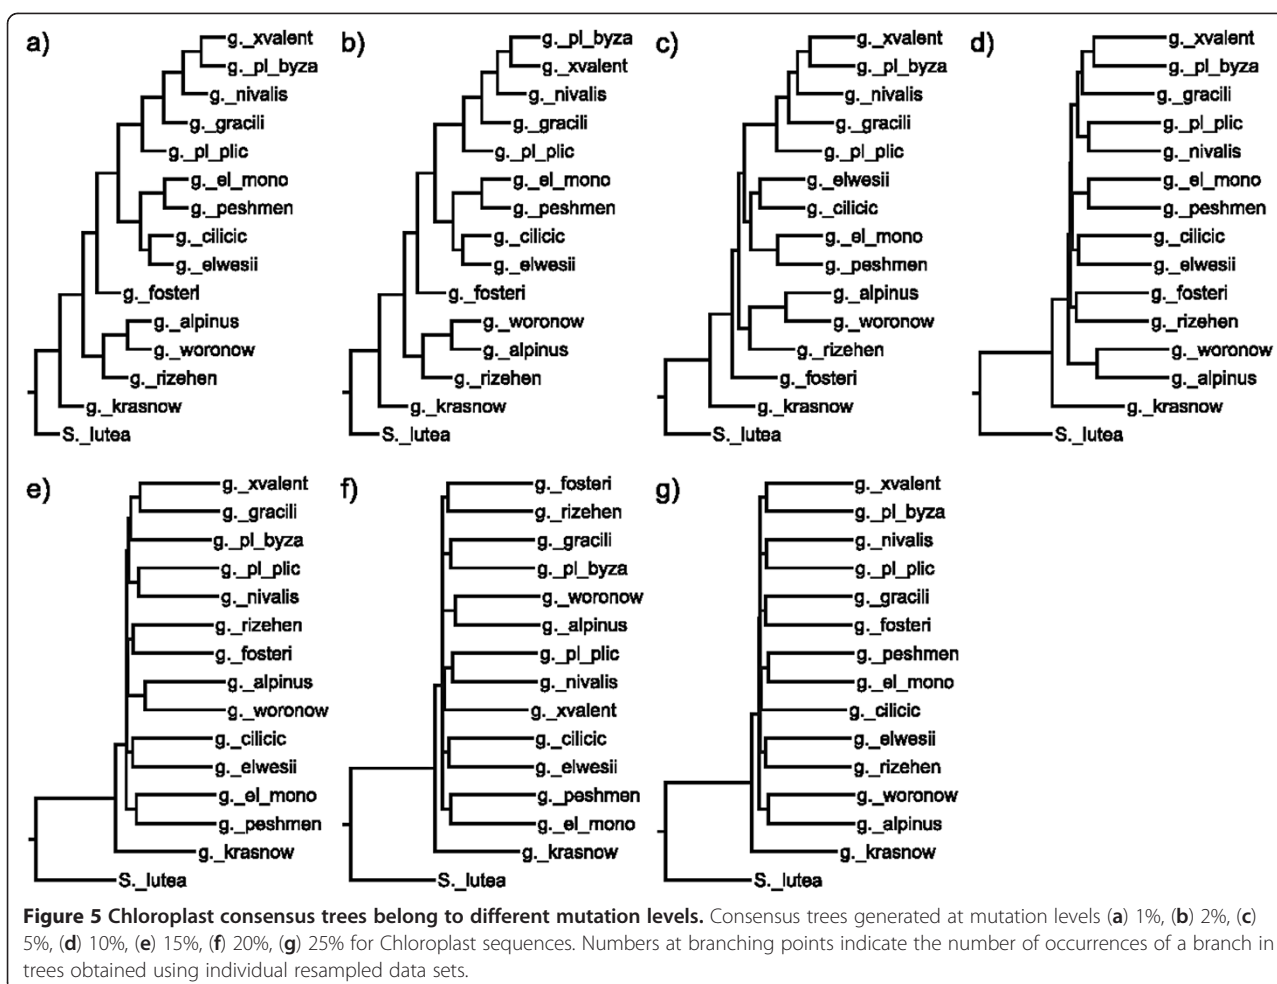 a)
g._xvalent
g._pl_byza
g._nivalis
g._gracili
g._pl_plic
g._el_mono
g._peshmen
g._cilicic
g._elwesii
g._fosteri
g._alpinus
g._woronow
g._rizehen
g._krasnow
S._lutea
b)
g._pl_byza
g._xvalent
g._nivalis
g._gracili
g._pl_plic
g._el_mono
g._peshmen
g._cilicic
g._elwesii
g._fosteri
g._woronow
g._alpinus
g._rizehen
g._krasnow
S._lutea
c)
g._xvalent
g._pl_byza
g._nivalis
g._gracili
g._pl_plic
g._elwesii
g._cilicic
g._el_mono
g._peshmen
g._alpinus
g._woronow
g._rizehen
g._fosteri
g._krasnow
S._lutea
d)
g._xvalent
g._pl_byza
g._gracili
g._pl_plic
g._nivalis
g._el_mono
g._peshmen
g._cilicic
g._elwesii
g._fosteri
g._rizehen
g._woronow
g._alpinus
g._krasnow
S._lutea
e)
g._xvalent
g._gracili
g._pl_byza
g._pl_plic
g._nivalis
g._rizehen
g._fosteri
g._alpinus
g._woronow
g._cilicic
g._elwesii
g._el_mono
g._peshmen
g._krasnow
S._lutea
f)
g._fosteri
g._rizehen
g._gracili
g._pl_byza
g._woronow
g._alpinus
g._pl_plic
g._nivalis
g._xvalent
g._cilicic
g._elwesii
g._peshmen
g._el_mono
g._krasnow
S._lutea
g)
g._xvalent
g._pl_byza
g._nivalis
g._pl_plic
g._gracili
g._fosteri
g._peshmen
g._el_mono
g._cilicic
g._elwesii
g._rizehen
g._woronow
g._alpinus
g._krasnow
S._lutea
Figure 5 Chloroplast consensus trees belong to different mutation levels. Consensus trees generated at mutation levels (a) 1%, (b) 2%, (c)
5%, (d) 10%, (e) 15%, (f) 20%, (g) 25% for Chloroplast sequences. Numbers at branching points indicate the number of occurrences of a branch in
trees obtained using individual resampled data sets.